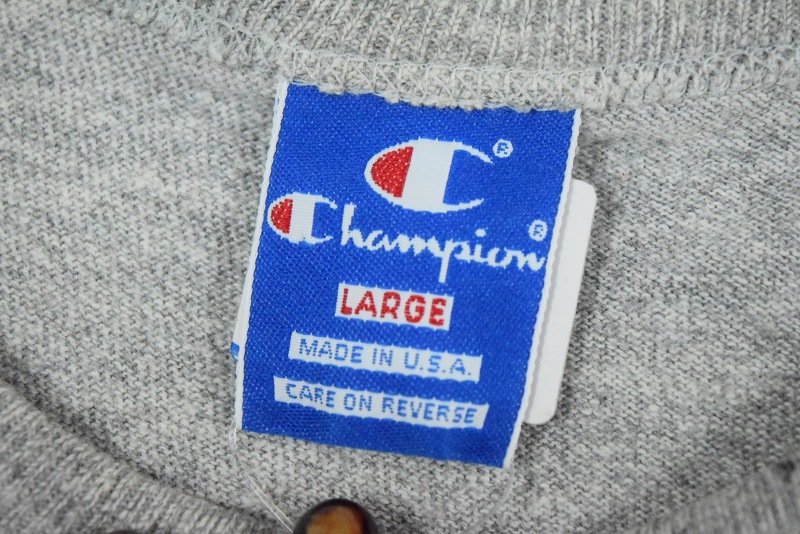 ®
Champion®
LARGE
MADE IN U.S.A.
CARE ON REVERSE